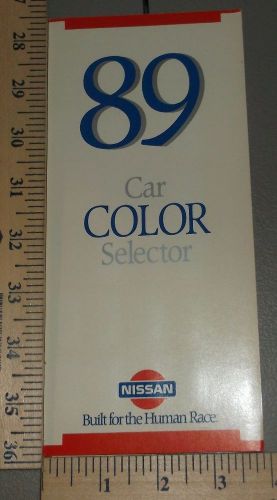 89
Car
COLOR
Selector
NISSAN
Built for the Human Race.
27
28
29
30
31
32
33
34
35
36
1
2
3